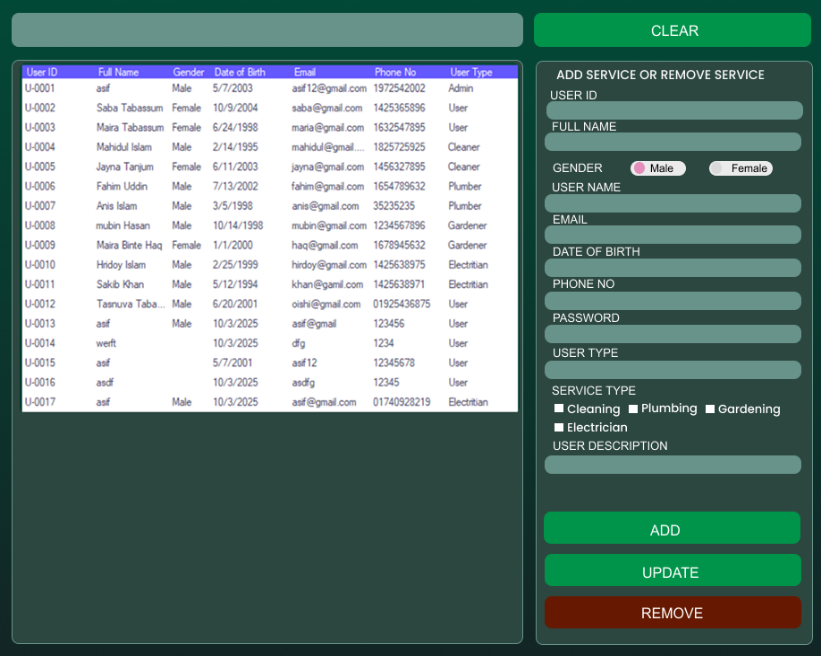 CLEAR
User ID Full Name Gender Date of Birth Email Phone No User Type
U-0001 asif Male 5/7/2003 asif12@gmail.com 1972542002 Admin
U-0002 Saba Tabassum Female 10/9/2004 saba@gmail.com 1425365896 User
U-0003 Maira Tabassum Female 6/24/1998 maria@gmail.com 1632547895 User
U-0004 Mahidul Islam Male 2/14/1995 mahidul@gmail.... 1825725925 Cleaner
U-0005 Jayna Tanjum Female 6/11/2003 jayna@gmail.com 1456327895 Cleaner
U-0006 Fahim Uddin Male 7/13/2002 fahim@gmail.com 1654789632 Plumber
U-0007 Anis Islam Male 3/5/1998 anis@gmail.com 35235235 Plumber
U-0008 mubin Hasan Male 10/14/1998 mubin@gmail.com 1234567896 Gardener
U-0009 Maira Binte Haq Female 1/1/2000 haq@gmail.com 1678945632 Gardener
U-0010 Hridoy Islam Male 2/25/1999 hirdoy@gmail.com 1425638975 Electritian
U-0011 Sakib Khan Male 5/12/1994 khan@gamil.com 1425638971 Electritian
U-0012 Tasnuva Taba... Male 6/20/2001 oishi@gmail.com 01925436875 User
U-0013 asif Male 10/3/2025 asif@gmail 123456 User
U-0014 werft 10/3/2025 dfg 1234 User
U-0015 asif 5/7/2001 asif12 12345678 User
U-0016 asdf 10/3/2025 asdfg 12345 User
U-0017 asif Male 10/3/2025 asif@gmail.com 01740928219 Electritian
ADD SERVICE OR REMOVE SERVICE
USER ID
FULL NAME
GENDER Male Female
USER NAME
EMAIL
DATE OF BIRTH
PHONE NO
PASSWORD
USER TYPE
SERVICE TYPE
Cleaning Plumbing Gardening
Electrician
USER DESCRIPTION
ADD
UPDATE
REMOVE